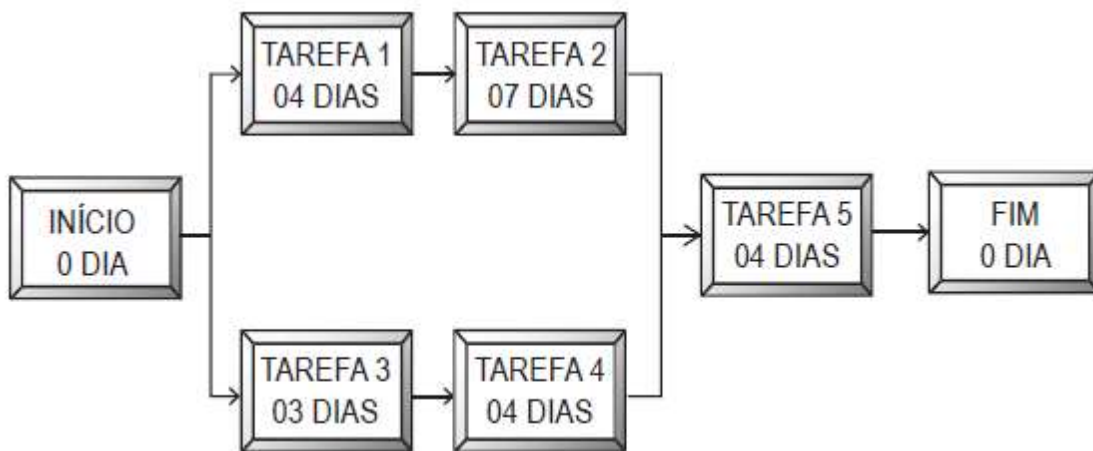 TAREFA 1
04 DIAS
TAREFA 2
07 DIAS
INÍCIO
0 DIA
TAREFA 5
04 DIAS
FIM
0 DIA
TAREFA 3
03 DIAS
TAREFA 4
04 DIAS